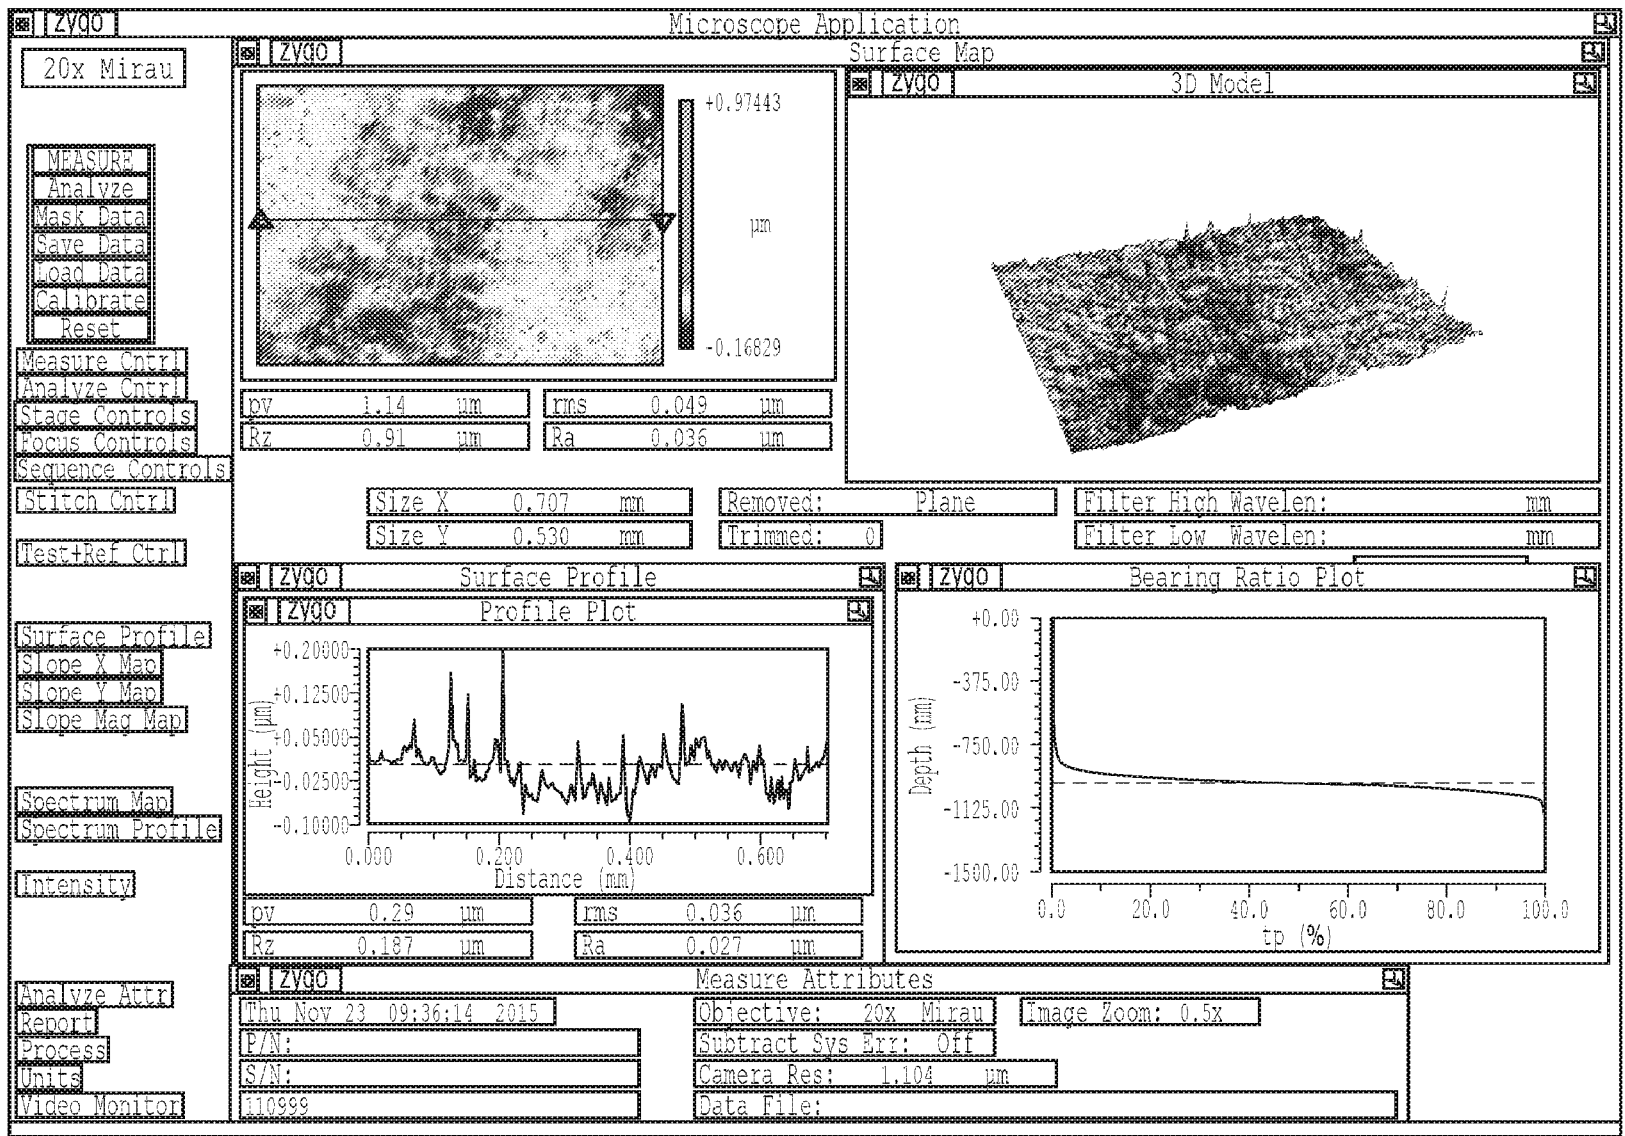 zygo Microscope Application
20x Mirau
MEASURE
Analyze
Mask Data
Save Data
Load Data
Calibrate
Reset
Measure Cntrl
Analyze Cntrl
Stage Controls
Focus Controls
Sequence Controls
Stitch Cntrl
Test+Ref Ctrl
Surface Profile
Slope X Map
Slope Y Map
Slope Mag Map
Spectrum Map
Spectrum Profile
Intensity
Analyze Attr
Report
Process
Units
Video Monitor
zygo Surface Map
+0.97443
µm
-0.16829
pv 1.14 µm
rms 0.049 µm
Rz 0.91 µm
Ra 0.036 µm
zygo 3D Model
Size X 0.707 mm
Removed: Plane
Filter High Wavelen: mm
Size Y 0.530 mm
Trimmed: 0
Filter Low Wavelen: mm
zygo Surface Profile
zygo Profile Plot
Height (µm)
+0.20000
+0.12500
+0.05000
-0.02500
-0.10000
0.000 0.200 0.400 0.600
Distance (mm)
pv 0.29 µm
rms 0.036 µm
Rz 0.187 µm
Ra 0.027 µm
zygo Bearing Ratio Plot
Depth (nm)
+0.00
-375.00
-750.00
-1125.00
-1500.00
0.0 20.0 40.0 60.0 80.0 100.0
tp (%)
zygo Measure Attributes
Thu Nov 23 09:36:14 2015
Objective: 20x Mirau
Image Zoom: 0.5x
P/N:
Subtract Sys Err: Off
S/N:
Camera Res: 1.104 µm
110999
Data File: